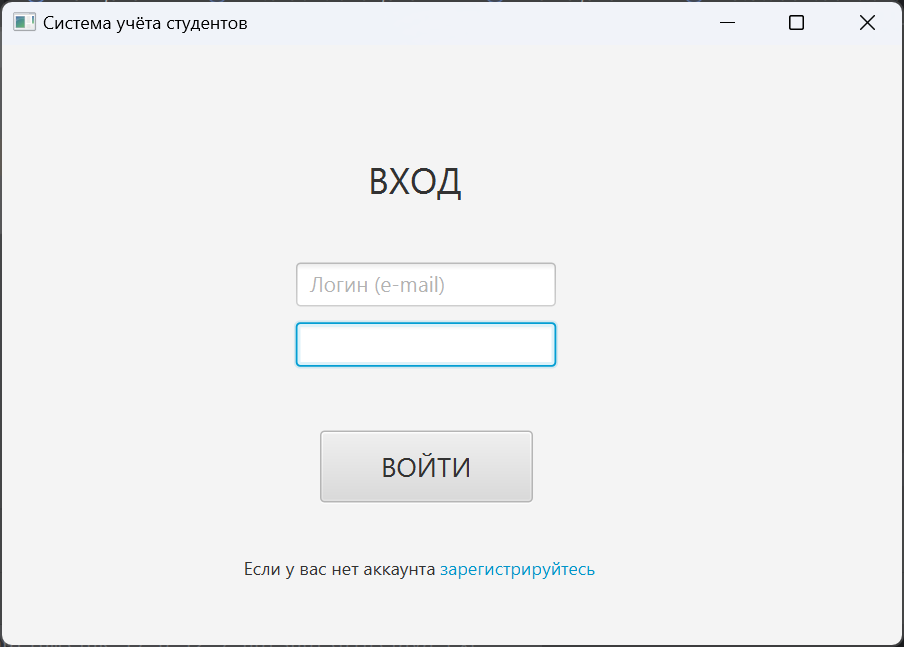 Система учёта студентов
ВХОД
Логин (e-mail)
ВОЙТИ
Если у вас нет аккаунта зарегистрируйтесь